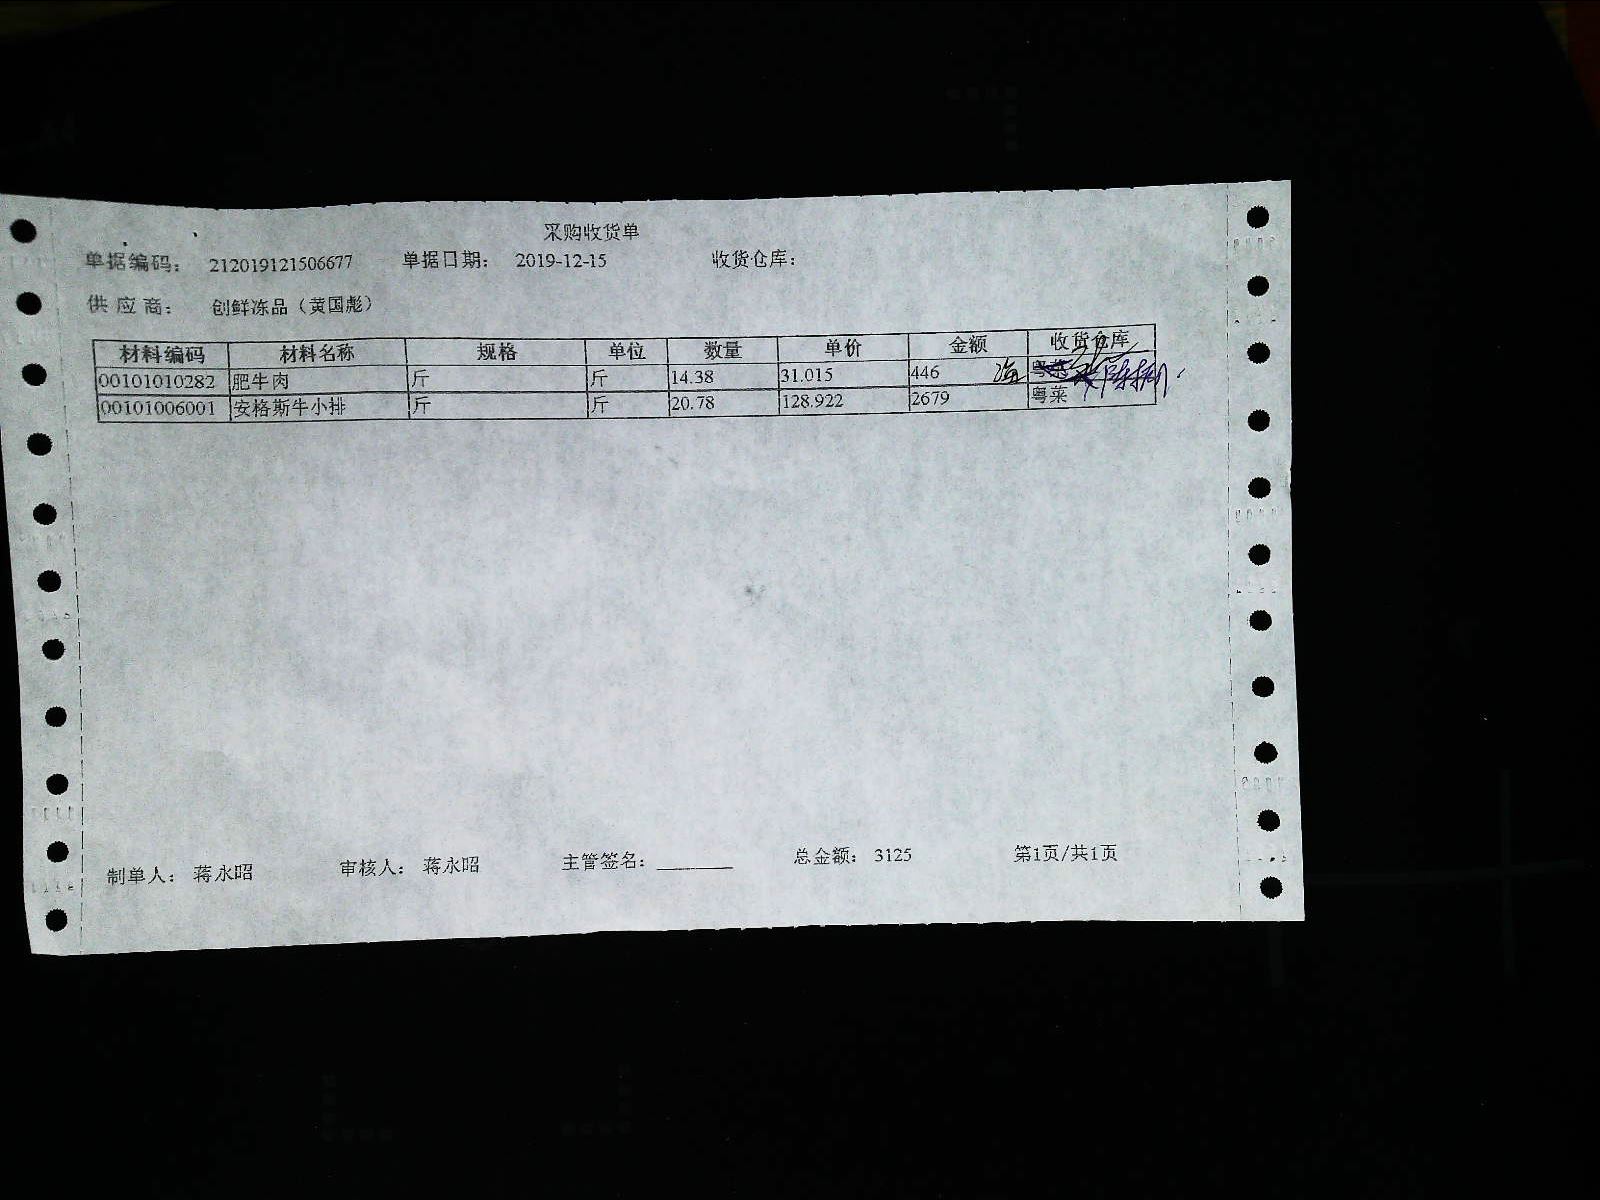 采购收货单
单据编码： 212019121506677 单据日期： 2019-12-15 收货仓库：
供 应 商： 创鲜冻品（黄国彪）
材料编码 材料名称 规格 单位 数量 单价 金额 收货仓库
00101010282 肥牛肉 斤 斤 14.38 31.015 446 粤菜
00101006001 安格斯牛小排 斤 斤 20.78 128.922 2679 粤菜
制单人： 蒋永昭 审核人： 蒋永昭 主管签名： 总金额： 3125 第1页/共1页